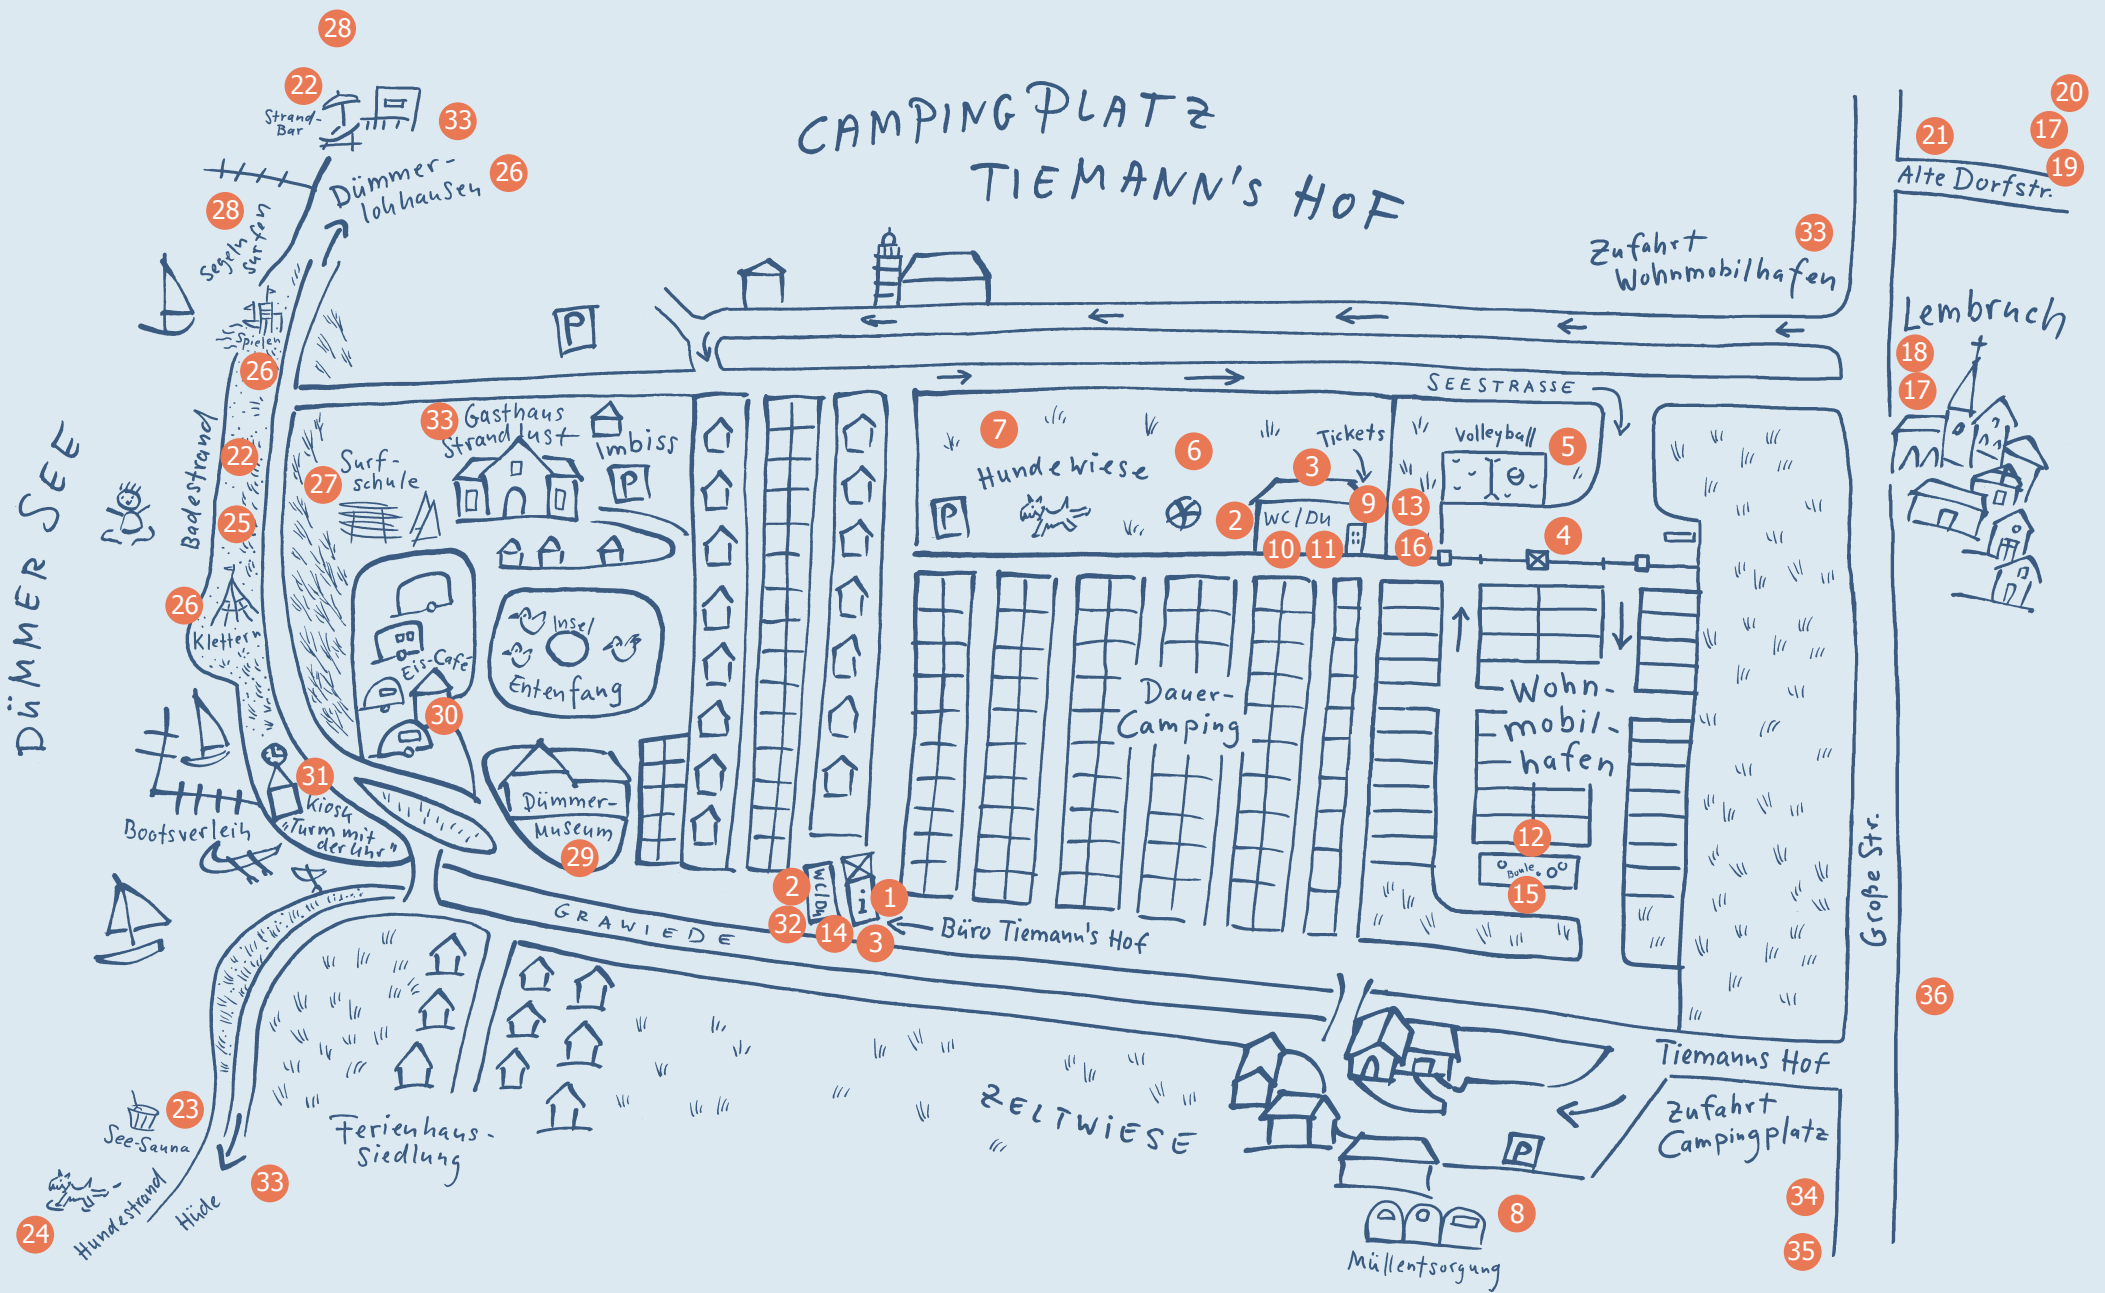 28
22
Strand-
Bar
33
CAMPINGPLATZ
TIEMANN'S HOF
20
21
17
19
Alte Dorfstr.
Dümmer-
lohhausen
26
28
Segeln
surfen
Zufahrt
Wohnmobilhafen
33
Lembruch
18
17
P
Spielen
26
SEESTRASSE
33
Gasthaus
Strandlust
Imbiss
P
7
Hundewiese
6
P
Tickets
3
Volleyball
5
DÜMMER SEE
Badestrand
22
25
27
Surf-
schule
2
WC/DU
9
13
10
11
16
4
26
Klettern
Insel
Entenfang
Eis-Café
30
Dauer-
Camping
Wohn-
mobil-
hafen
31
Kiosk
"Turm mit
der Uhr"
Bootsverleih
Dümmer-
Museum
29
12
Boule
15
Große Str.
2
WC/DU
i
1
32
14
3
GRAWIEDE
Büro Tiemann's Hof
36
Tiemanns Hof
Zufahrt
Campingplatz
P
ZELTWIESE
Ferienhaus-
siedlung
23
See-Sauna
24
Hundestrand
Hüde
33
34
35
8
Müllentsorgung